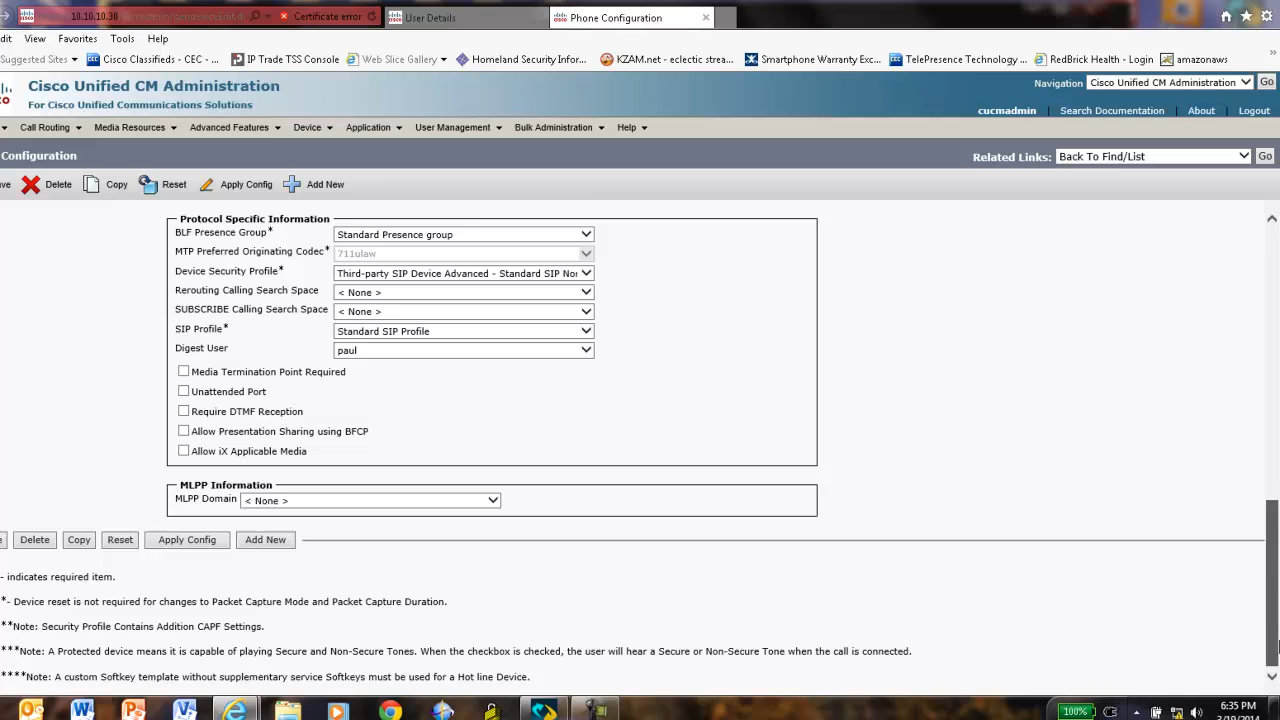 10.10.10.30
Certificate error
User Details
Phone Configuration
dit View Favorites Tools Help
Suggested Sites Cisco Classifieds - CEC - ... IP Trade TSS Console Web Slice Gallery Homeland Security Infor... KZAM.net - eclectic strea... Smartphone Warranty Exc... TelePresence Technology ... RedBrick Health - Login amazonaws
Cisco Unified CM Administration
For Cisco Unified Communications Solutions
Navigation Cisco Unified CM Administration Go
cucmadmin Search Documentation About Logout
Call Routing Media Resources Advanced Features Device Application User Management Bulk Administration Help
Configuration
Related Links: Back To Find/List Go
ve Delete Copy Reset Apply Config Add New
Protocol Specific Information
BLF Presence Group* Standard Presence group
MTP Preferred Originating Codec* 711ulaw
Device Security Profile* Third-party SIP Device Advanced - Standard SIP Nor
Rerouting Calling Search Space < None >
SUBSCRIBE Calling Search Space < None >
SIP Profile* Standard SIP Profile
Digest User paul
Media Termination Point Required
Unattended Port
Require DTMF Reception
Allow Presentation Sharing using BFCP
Allow iX Applicable Media
MLPP Information
MLPP Domain < None >
e Delete Copy Reset Apply Config Add New
- indicates required item.
*- Device reset is not required for changes to Packet Capture Mode and Packet Capture Duration.
**Note: Security Profile Contains Addition CAPF Settings.
***Note: A Protected device means it is capable of playing Secure and Non-Secure Tones. When the checkbox is checked, the user will hear a Secure or Non-Secure Tone when the call is connected.
****Note: A custom Softkey template without supplementary service Softkeys must be used for a Hot line Device.
100%
6:35 PM
3/19/2014